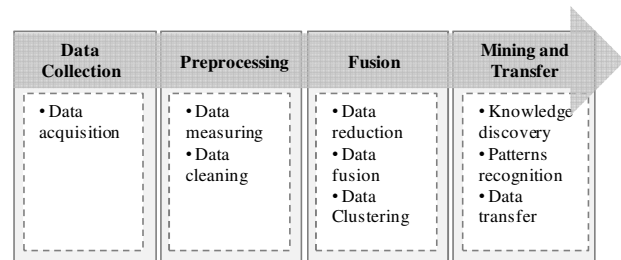 Data
Collection
• Data
acquisition
Preprocessing
• Data
measuring
• Data
cleaning
Fusion
• Data
reduction
• Data
fusion
• Data
Clustering
Mining and
Transfer
• Knowledge
discovery
• Patterns
recognition
• Data
transfer